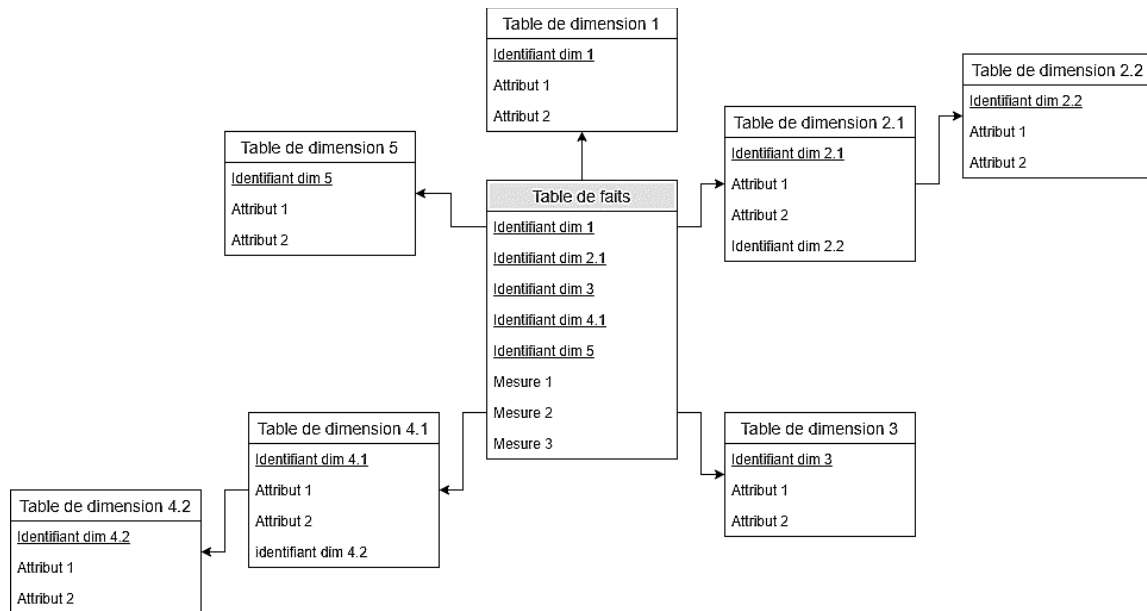 Table de dimension 1
Identifiant dim 1
Attribut 1
Attribut 2
Table de dimension 2.2
Identifiant dim 2.2
Attribut 1
Attribut 2
Table de dimension 2.1
Identifiant dim 2.1
Attribut 1
Attribut 2
Identifiant dim 2.2
Table de dimension 5
Identifiant dim 5
Attribut 1
Attribut 2
Table de faits
Identifiant dim 1
Identifiant dim 2.1
Identifiant dim 3
Identifiant dim 4.1
Identifiant dim 5
Mesure 1
Mesure 2
Mesure 3
Table de dimension 4.1
Identifiant dim 4.1
Attribut 1
Attribut 2
identifiant dim 4.2
Table de dimension 3
Identifiant dim 3
Attribut 1
Attribut 2
Table de dimension 4.2
Identifiant dim 4.2
Attribut 1
Attribut 2